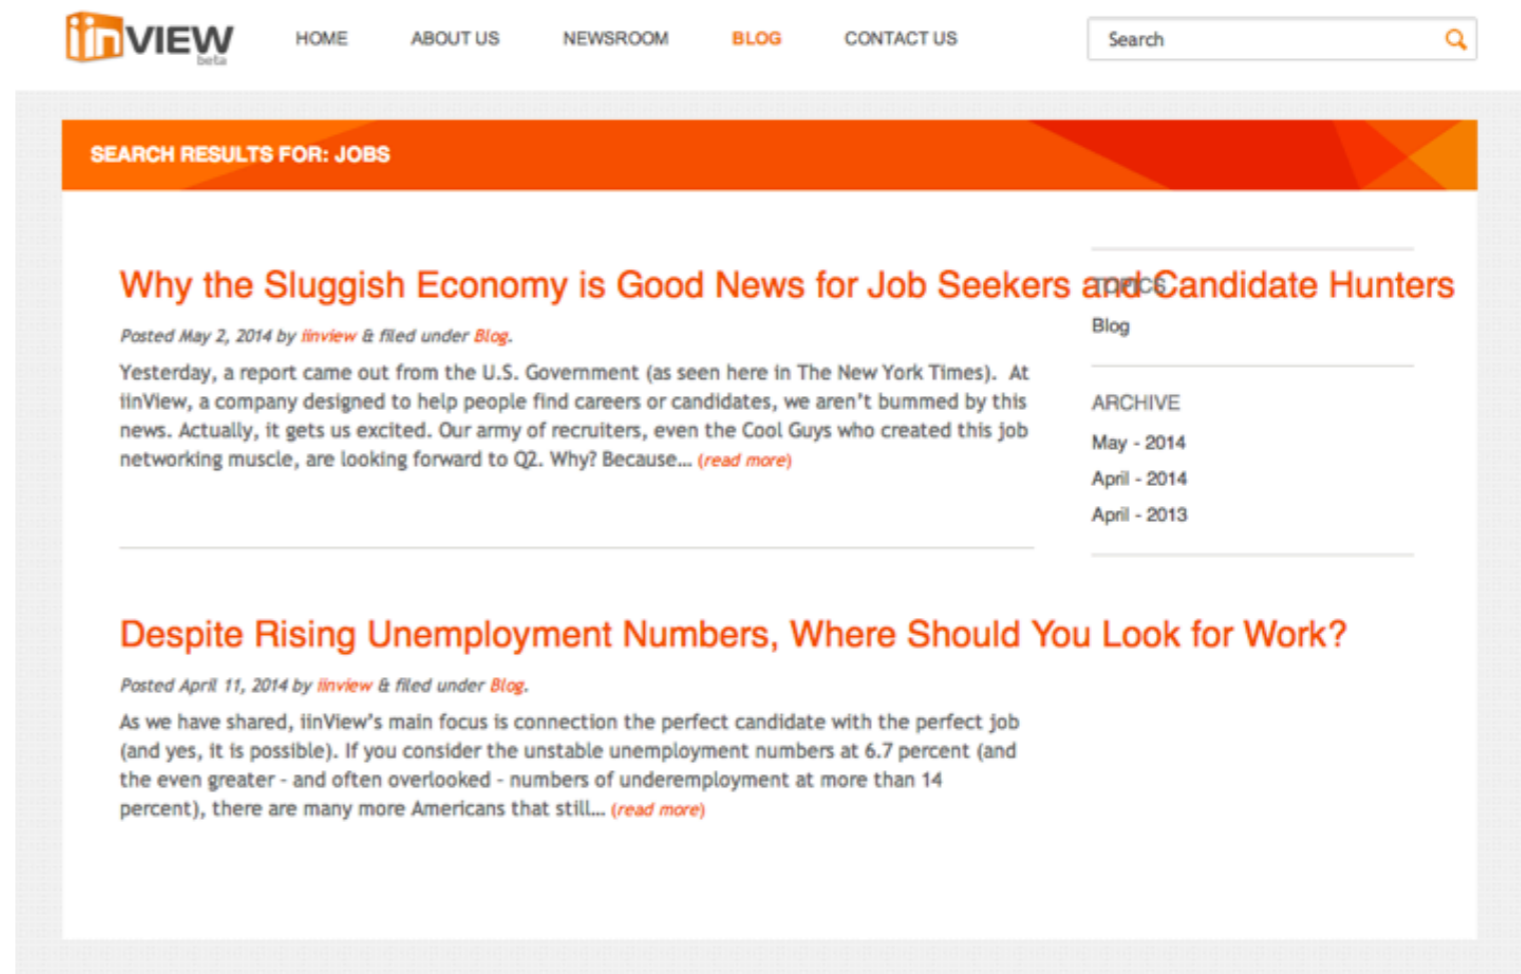 iinVIEW
beta
HOME
ABOUT US
NEWSROOM
BLOG
CONTACT US
Search
SEARCH RESULTS FOR: JOBS
Why the Sluggish Economy is Good News for Job Seekers and Candidate Hunters
Posted May 2, 2014 by iinview & filed under Blog.
Yesterday, a report came out from the U.S. Government (as seen here in The New York Times).  At
iinView, a company designed to help people find careers or candidates, we aren't bummed by this
news. Actually, it gets us excited. Our army of recruiters, even the Cool Guys who created this job
networking muscle, are looking forward to Q2. Why? Because... (read more)
Despite Rising Unemployment Numbers, Where Should You Look for Work?
Posted April 11, 2014 by iinview & filed under Blog.
As we have shared, iinView's main focus is connection the perfect candidate with the perfect job
(and yes, it is possible). If you consider the unstable unemployment numbers at 6.7 percent (and
the even greater - and often overlooked - numbers of underemployment at more than 14
percent), there are many more Americans that still... (read more)
TOPICS
Blog
ARCHIVE
May - 2014
April - 2014
April - 2013